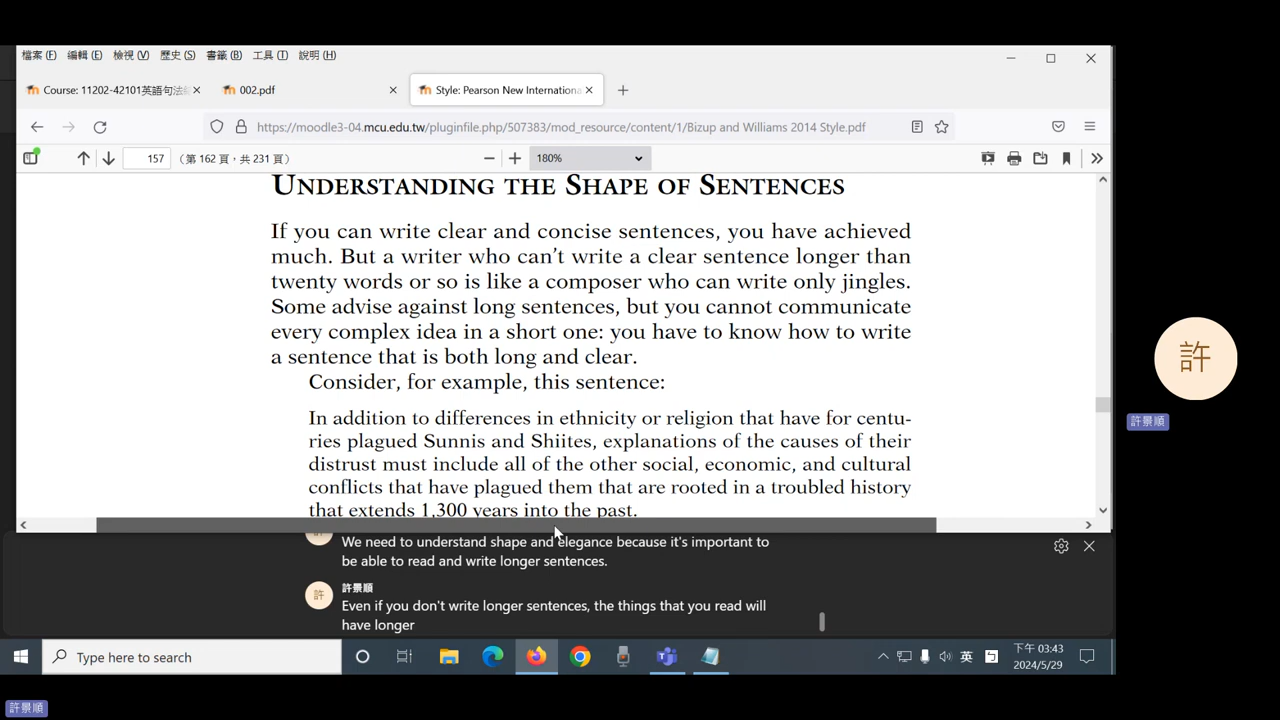 檔案 (F) 編輯 (E) 檢視 (V) 歷史 (S) 書籤 (B) 工具 (T) 說明 (H)
Course: 11202-42101英語句法
002.pdf
Style: Pearson New Internationa
https://moodle3-04.mcu.edu.tw/pluginfile.php/507383/mod_resource/content/1/Bizup and Williams 2014 Style.pdf
157 (第 162 頁，共 231 頁) 180%
UNDERSTANDING THE SHAPE OF SENTENCES
If you can write clear and concise sentences, you have achieved
much. But a writer who can't write a clear sentence longer than
twenty words or so is like a composer who can write only jingles.
Some advise against long sentences, but you cannot communicate
every complex idea in a short one: you have to know how to write
a sentence that is both long and clear.
Consider, for example, this sentence:
In addition to differences in ethnicity or religion that have for centu-
ries plagued Sunnis and Shiites, explanations of the causes of their
distrust must include all of the other social, economic, and cultural
conflicts that have plagued them that are rooted in a troubled history
that extends 1,300 years into the past.
We need to understand shape and elegance because it's important to
be able to read and write longer sentences.
許景順
許
Even if you don't write longer sentences, the things that you read will
have longer
許
許景順
Type here to search
英
下午 03:43
2024/5/29
許景順